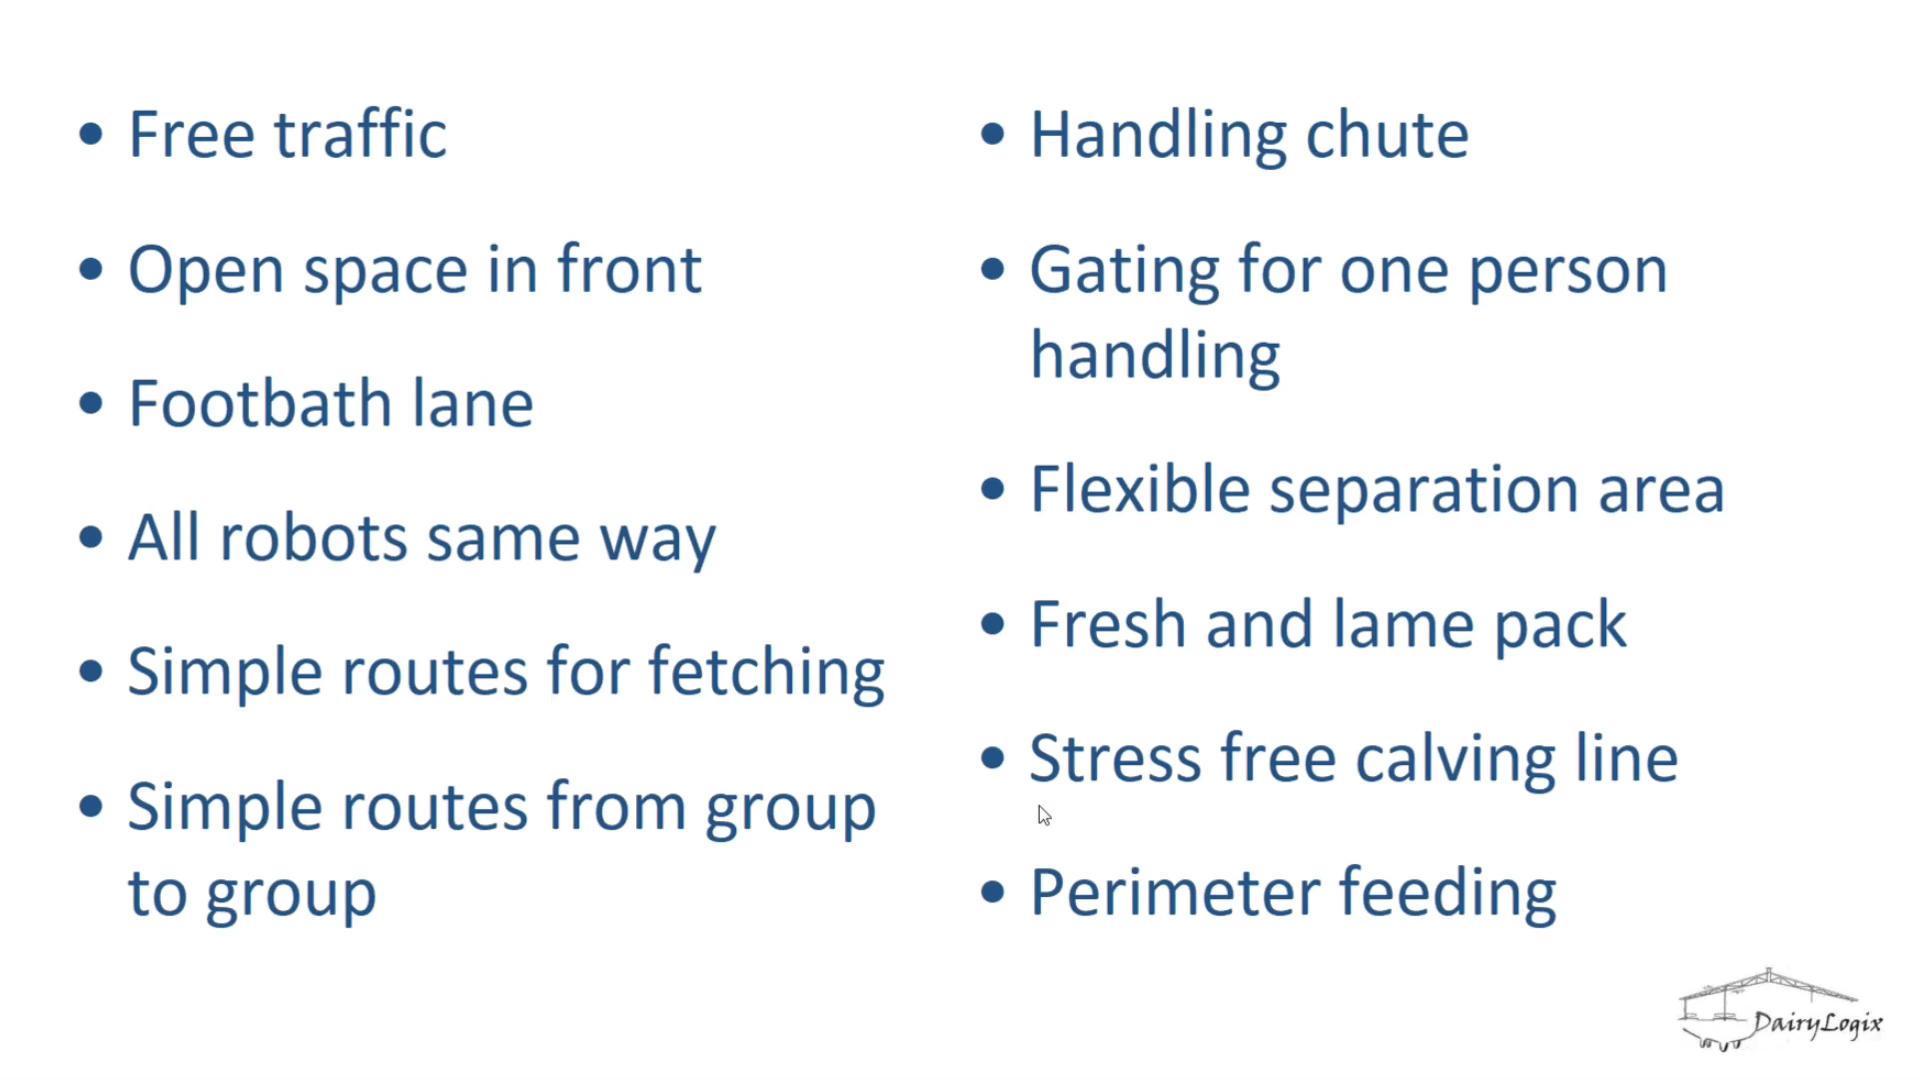 • Free traffic
• Open space in front
• Footbath lane
• All robots same way
• Simple routes for fetching
• Simple routes from group
to group
• Handling chute
• Gating for one person
handling
• Flexible separation area
• Fresh and lame pack
• Stress free calving line
• Perimeter feeding
DairyLogix